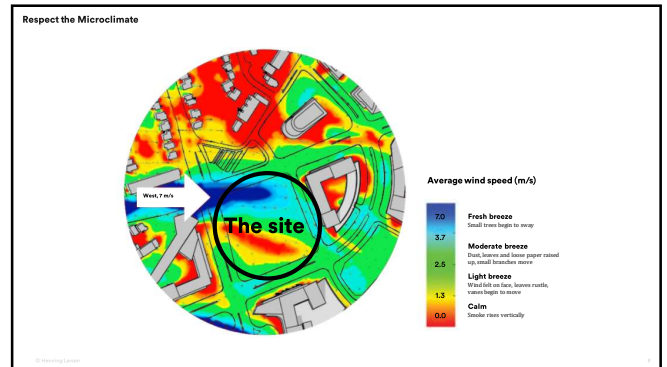 Respect the Microclimate
West, 7 m/s
The site
Average wind speed (m/s)
7.0
Fresh breeze
Small trees begin to sway
3.7
Moderate breeze
Dust, leaves and loose paper raised
up, small branches move
2.5
Light breeze
Wind felt on face, leaves rustle,
vanes begin to move
1.3
Calm
0.0
Smoke rises vertically
© Henning Larsen